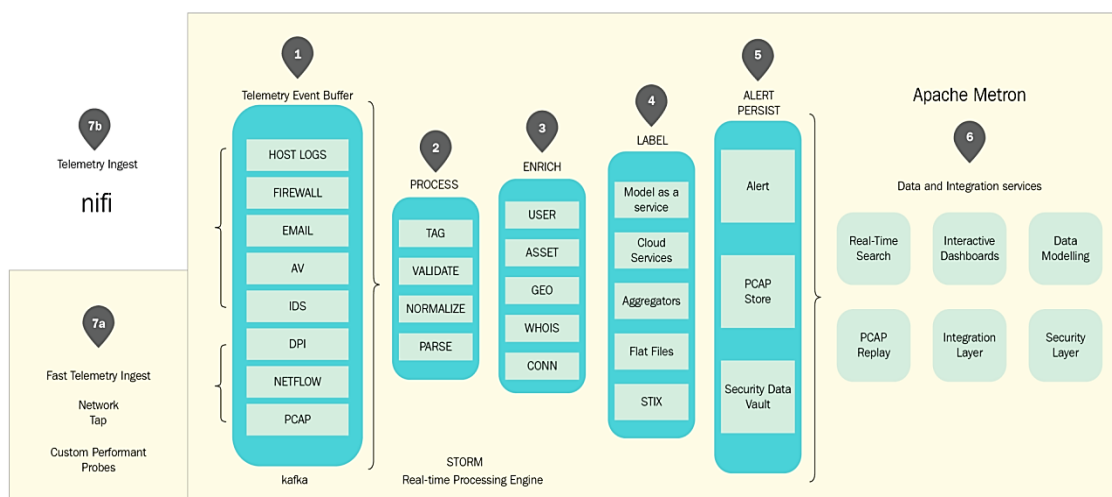 7b
Telemetry Ingest
nifi
7a
Fast Telemetry Ingest
Network
Tap
Custom Performant
Probes
1
Telemetry Event Buffer
HOST LOGS
FIREWALL
EMAIL
AV
IDS
DPI
NETFLOW
PCAP
kafka
2
PROCESS
TAG
VALIDATE
NORMALIZE
PARSE
3
ENRICH
USER
ASSET
GEO
WHOIS
CONN
4
LABEL
Model as a
service
Cloud
Services
Aggregators
Flat Files
STIX
STORM
Real-time Processing Engine
5
ALERT
PERSIST
Alert
PCAP
Store
Security Data
Vault
Apache Metron
6
Data and Integration services
Real-Time
Search
Interactive
Dashboards
Data
Modelling
PCAP
Replay
Integration
Layer
Security
Layer